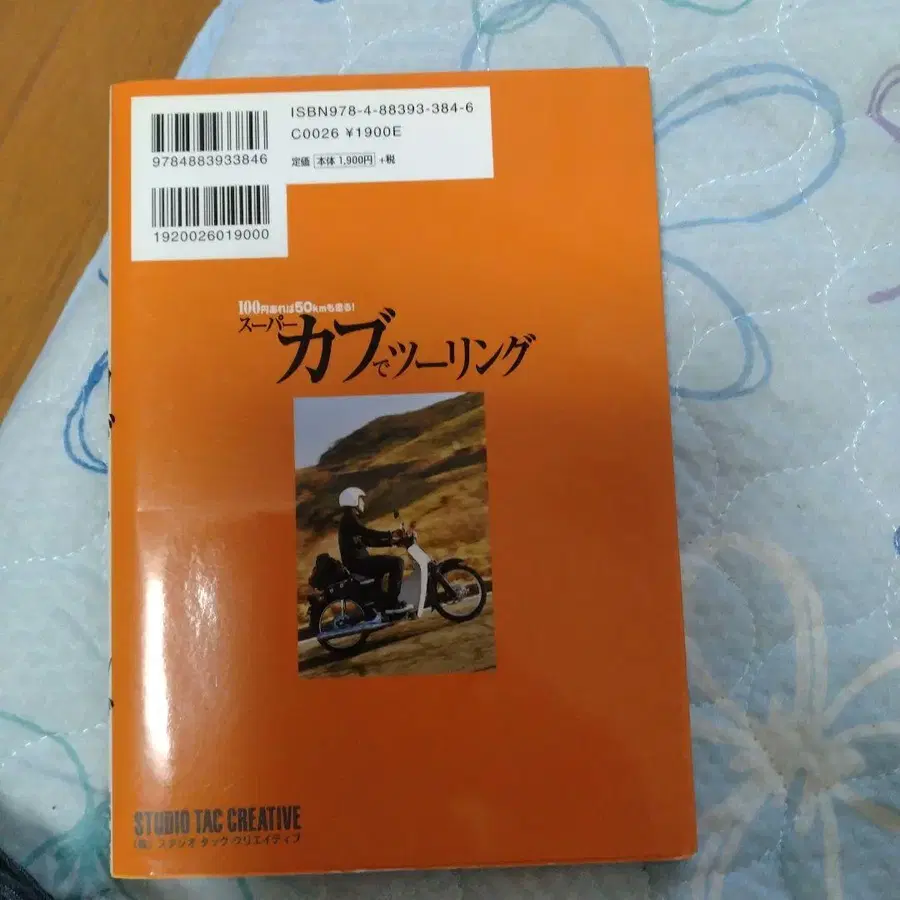 ISBN978-4-88393-384-6
C0026 ¥1900E
定価 本体 1,900円 +税
9784883933846
1920026019000
100円あれば50kmも走る!
スーパーカブでツーリング
STUDIO TAC CREATIVE
(株)スタジオ タック クリエイティブ